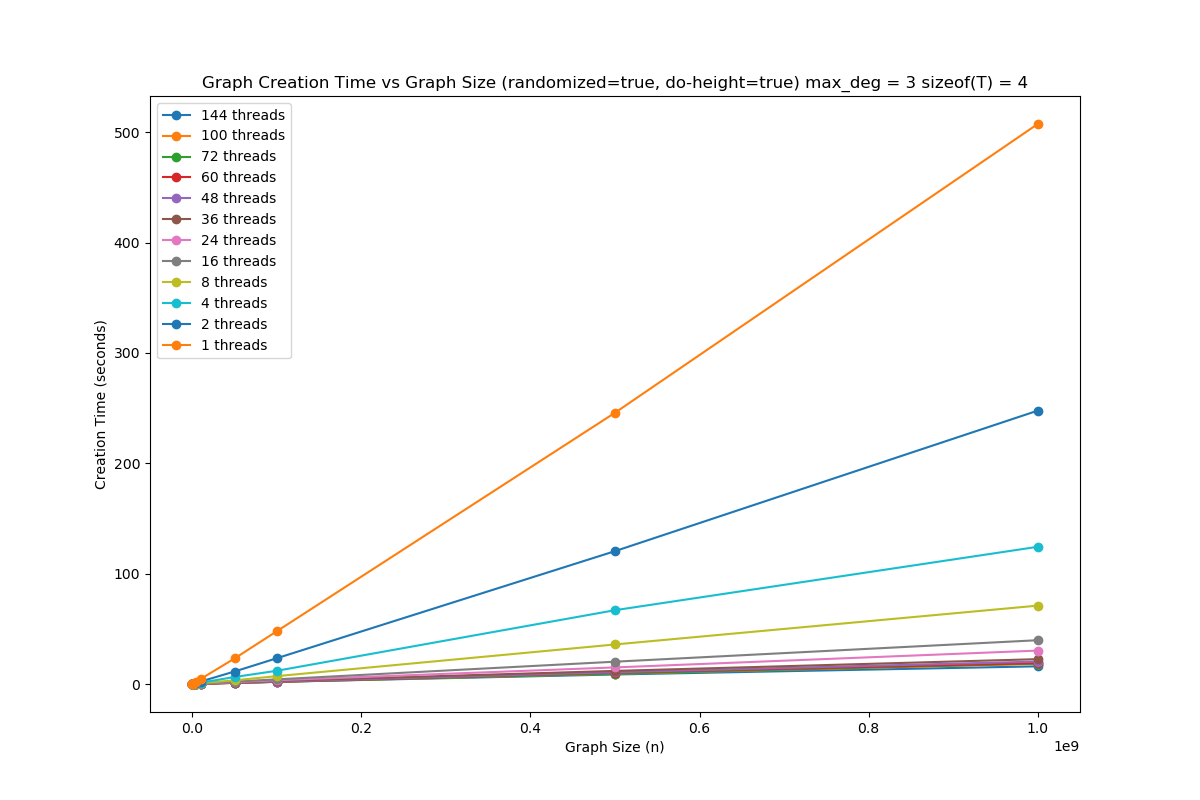 Graph Creation Time vs Graph Size (randomized=true, do-height=true) max_deg = 3 sizeof(T) = 4
144 threads
100 threads
72 threads
60 threads
48 threads
36 threads
24 threads
16 threads
8 threads
4 threads
2 threads
1 threads
Creation Time (seconds)
500
400
300
200
100
0
0.0 0.2 0.4 0.6 0.8 1.0
1e9
Graph Size (n)